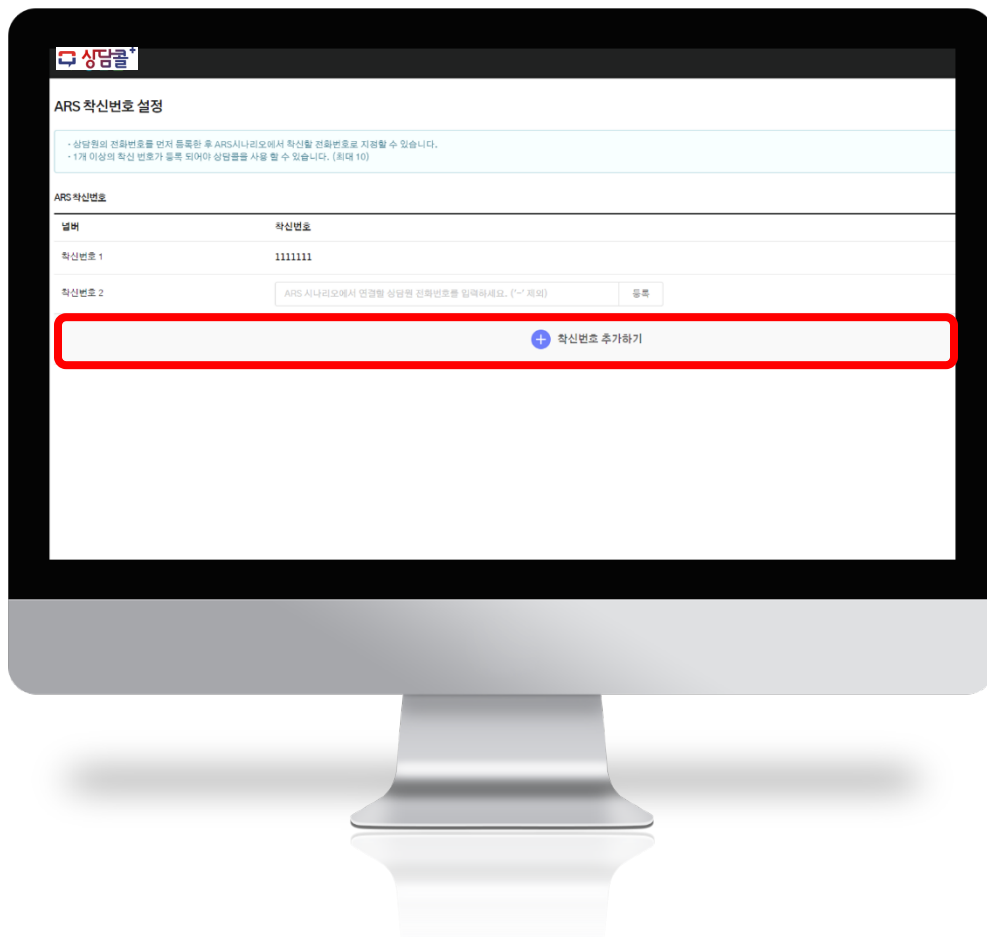 상담콜+
ARS 착신번호 설정
- 상담원의 전화번호를 먼저 등록한 후 ARS시나리오에서 착신할 전화번호로 지정할 수 있습니다.
- 1개 이상의 착신 번호가 등록 되어야 상담콜을 사용 할 수 있습니다. (최대 10)
ARS 착신번호
넘버 착신번호
착신번호 1 1111111
착신번호 2 ARS 시나리오에서 연결할 상담원 전화번호를 입력하세요. ('-' 제외) 등록
+ 착신번호 추가하기